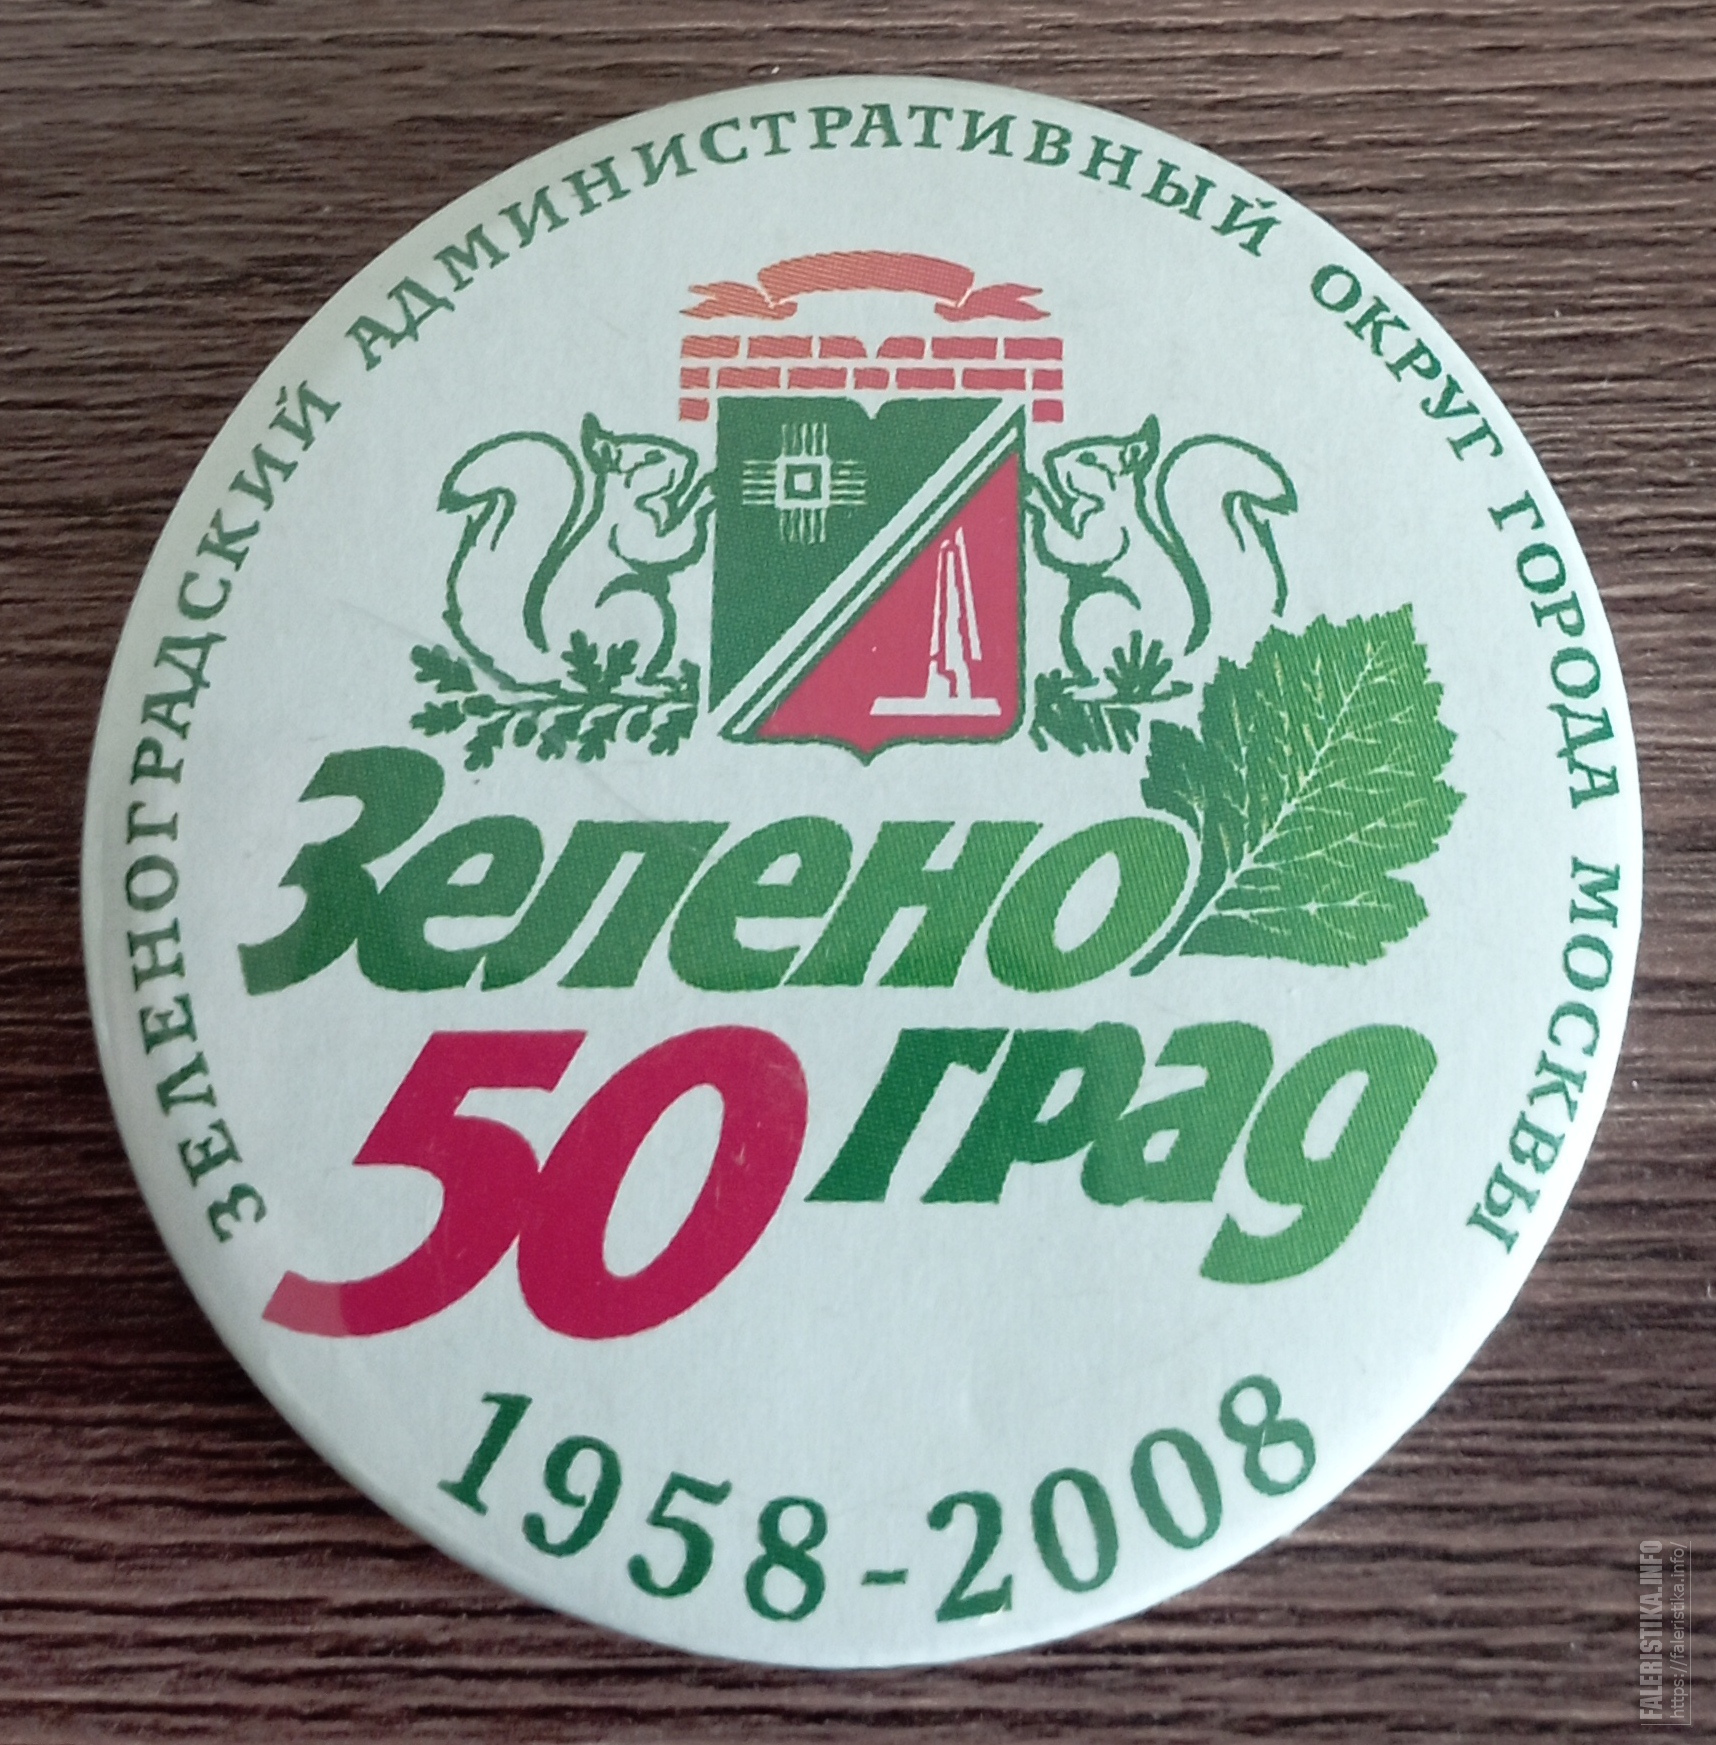 ЗЕЛЕНОГРАДСКИЙ АДМИНИСТРАТИВНЫЙ ОКРУГ ГОРОДА МОСКВЫ
Зелено
50 град
1958-2008
FALERISTIKA.INFO
https://faleristika.info/